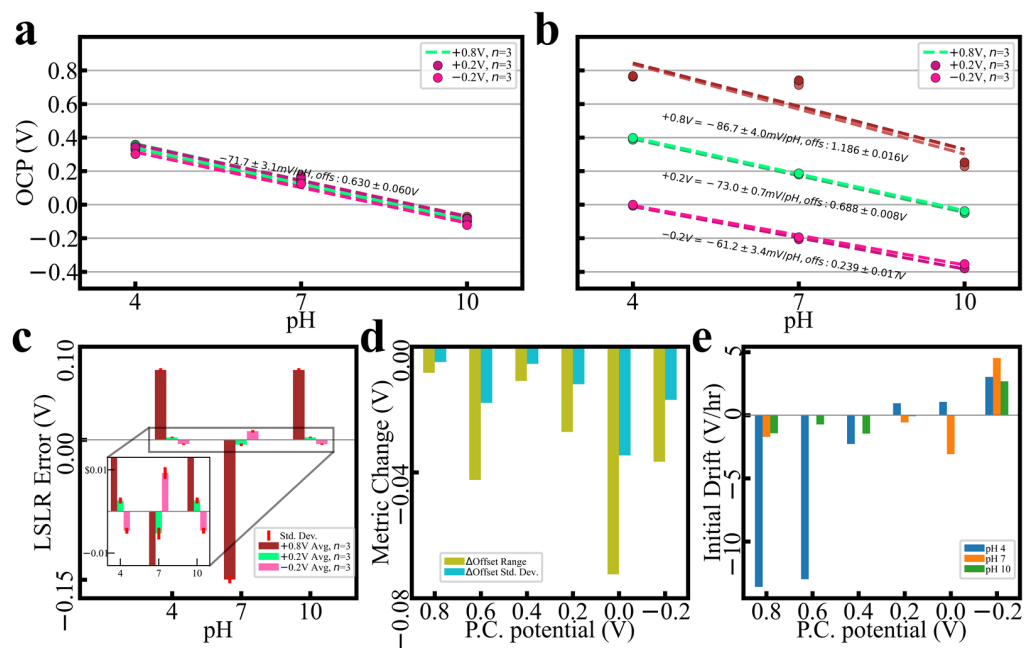 a
b
+0.8V, n=3
+0.2V, n=3
−0.2V, n=3
0.8
0.6
0.4
0.2
0.0
−0.2
−0.4
OCP (V)
−71.7 ± 3.1mV/pH, offs : 0.630 ± 0.060V
4
7
10
pH
+0.8V, n=3
+0.2V, n=3
−0.2V, n=3
+0.8V = − 86.7 ± 4.0mV/pH, offs : 1.186 ± 0.016V
+0.2V = − 73.0 ± 0.7mV/pH, offs : 0.688 ± 0.008V
−0.2V = − 61.2 ± 3.4mV/pH, offs : 0.239 ± 0.017V
4
7
10
pH
c
d
e
0.10
0.00
−0.15
LSLR Error (V)
$0.01
−0.01
4
7
10
Std. Dev.
+0.8V Avg, n=3
+0.2V Avg, n=3
−0.2V Avg, n=3
4
7
10
pH
0.00
−0.04
−0.08
Metric Change (V)
ΔOffset Range
ΔOffset Std. Dev.
0.8
0.6
0.4
0.2
0.0
−0.2
P.C. potential (V)
5
0
−5
−10
Initial Drift (V/hr)
pH 4
pH 7
pH 10
0.8
0.6
0.4
0.2
0.0
−0.2
P.C. potential (V)